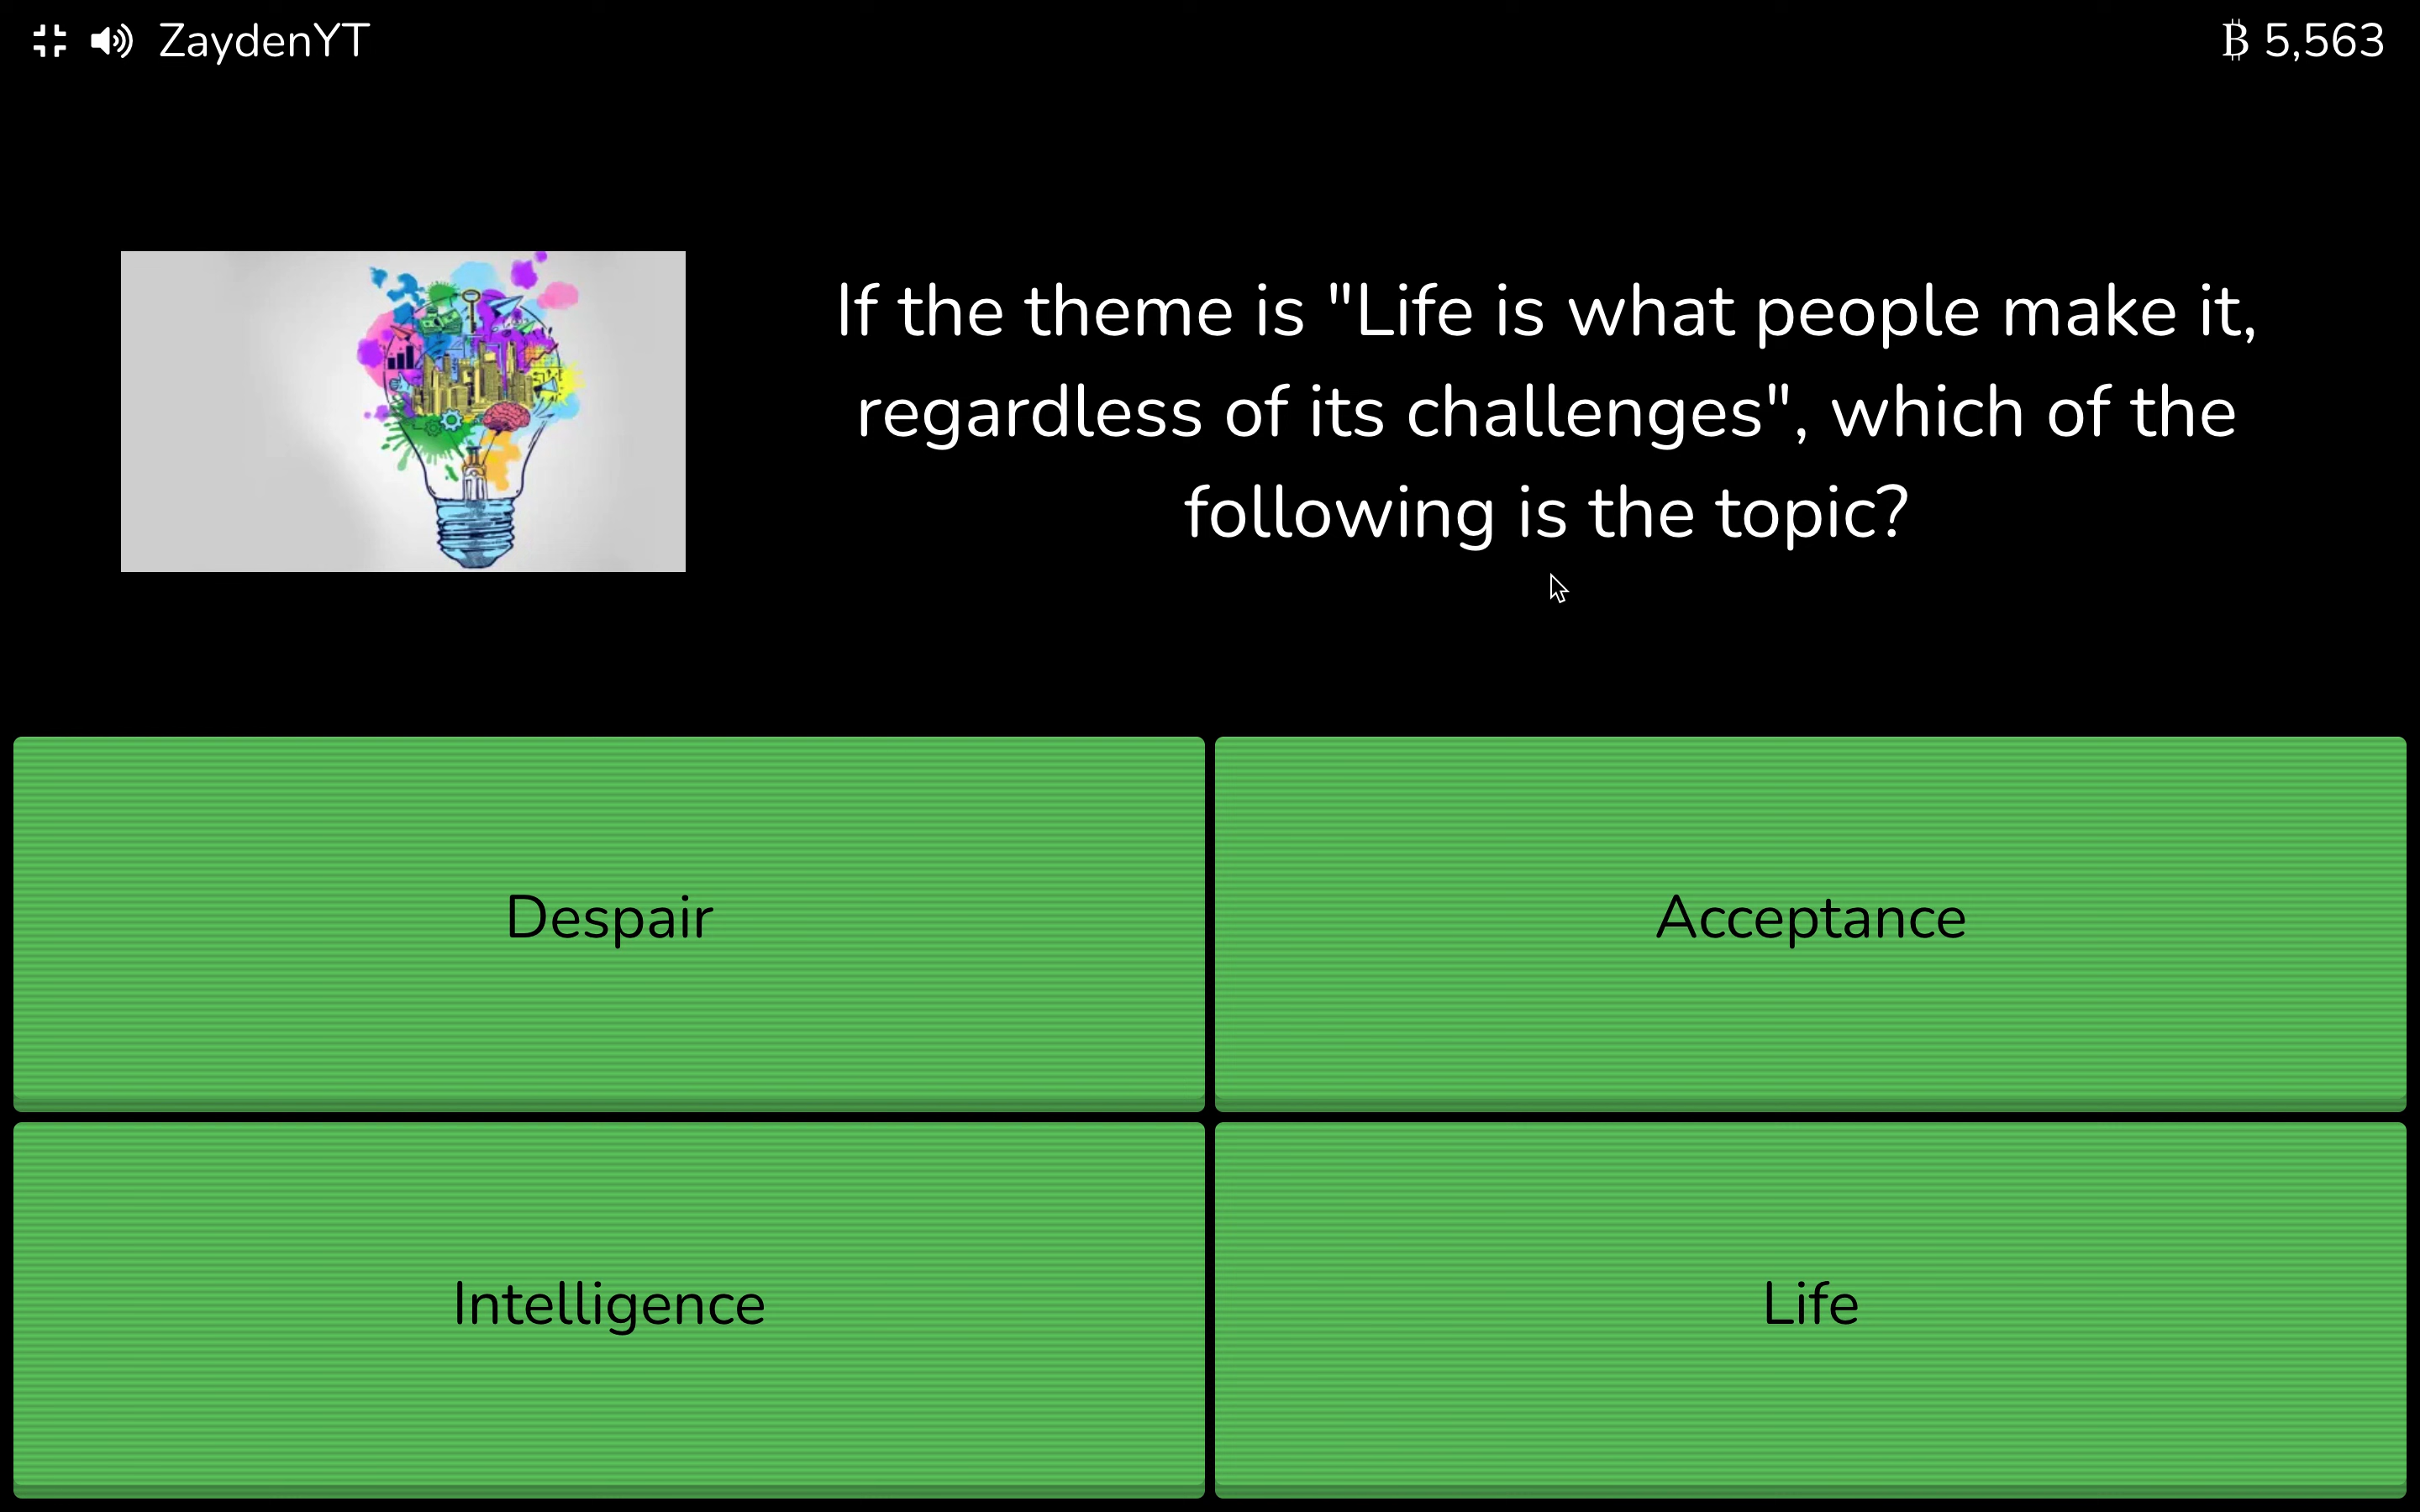 ZaydenYT
฿ 5,563
If the theme is "Life is what people make it,
regardless of its challenges", which of the
following is the topic?
Despair
Acceptance
Intelligence
Life